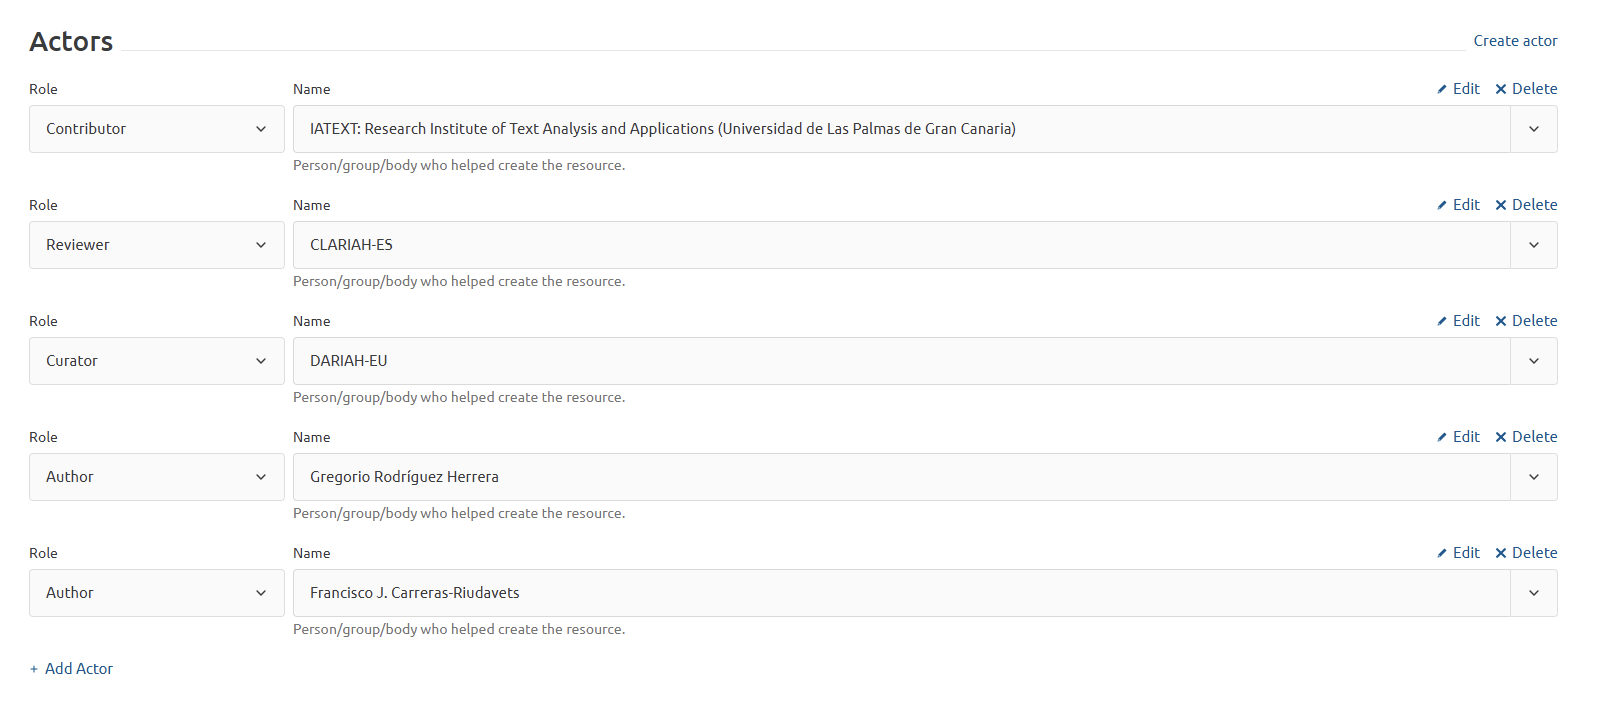 Actors
Create actor
Role Name Edit Delete
Contributor IATEXT: Research Institute of Text Analysis and Applications (Universidad de Las Palmas de Gran Canaria)
Person/group/body who helped create the resource.
Role Name Edit Delete
Reviewer CLARIAH-ES
Person/group/body who helped create the resource.
Role Name Edit Delete
Curator DARIAH-EU
Person/group/body who helped create the resource.
Role Name Edit Delete
Author Gregorio Rodríguez Herrera
Person/group/body who helped create the resource.
Role Name Edit Delete
Author Francisco J. Carreras-Riudavets
Person/group/body who helped create the resource.
+ Add Actor